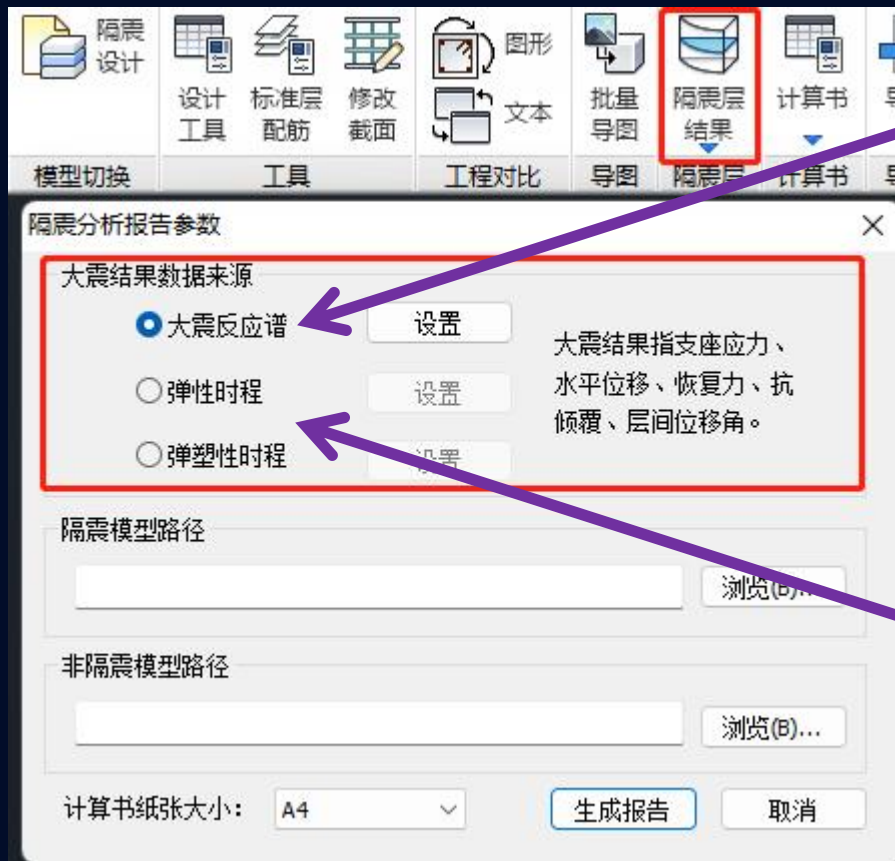 隔震
设计
设计
工具
标准层
配筋
修改
截面
图形
文本
批量
导图
隔震层
结果
计算书
模型切换
工具
工程对比
导图
隔震层
计算书
隔震分析报告参数
大震结果数据来源
大震反应谱
设置
弹性时程
设置
弹塑性时程
设置
大震结果指支座应力、
水平位移、恢复力、抗
倾覆、层间位移角。
隔震模型路径
浏览(B)...
非隔震模型路径
浏览(B)...
计算书纸张大小：
A4
生成报告
取消